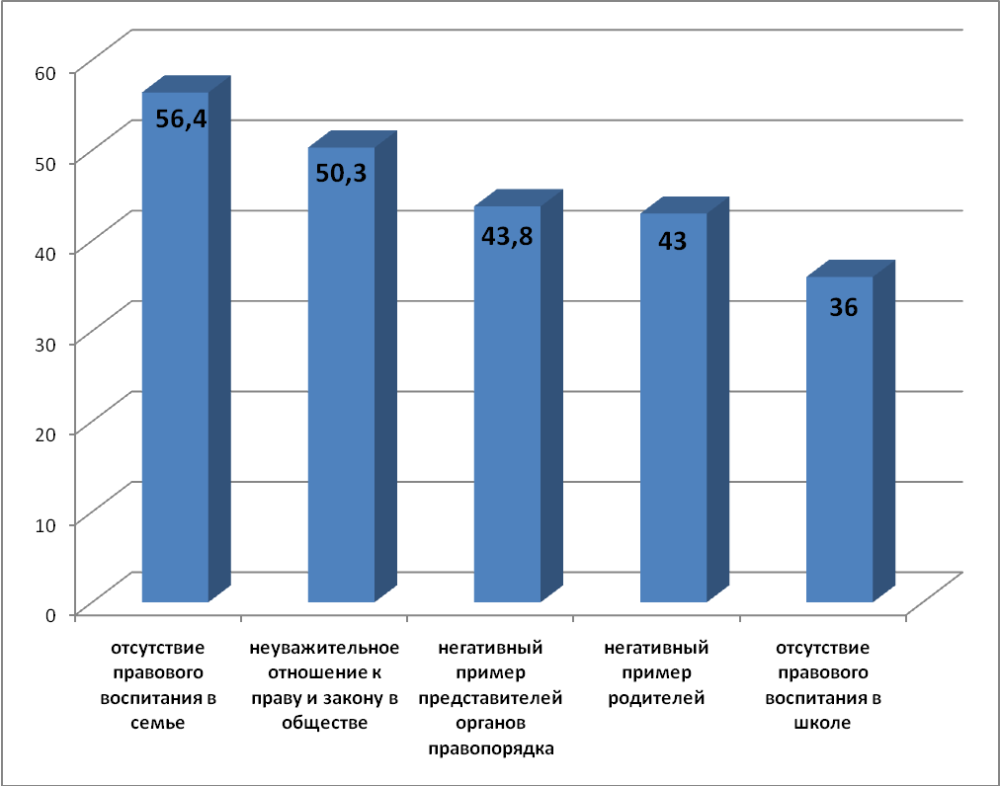 60
50
40
30
20
10
0
56,4
50,3
43,8
43
36
отсутствие
правового
воспитания в
семье
неуважительное
отношение к
праву и закону в
обществе
негативный
пример
представителей
органов
правопорядка
негативный
пример
родителей
отсутствие
правового
воспитания в
школе